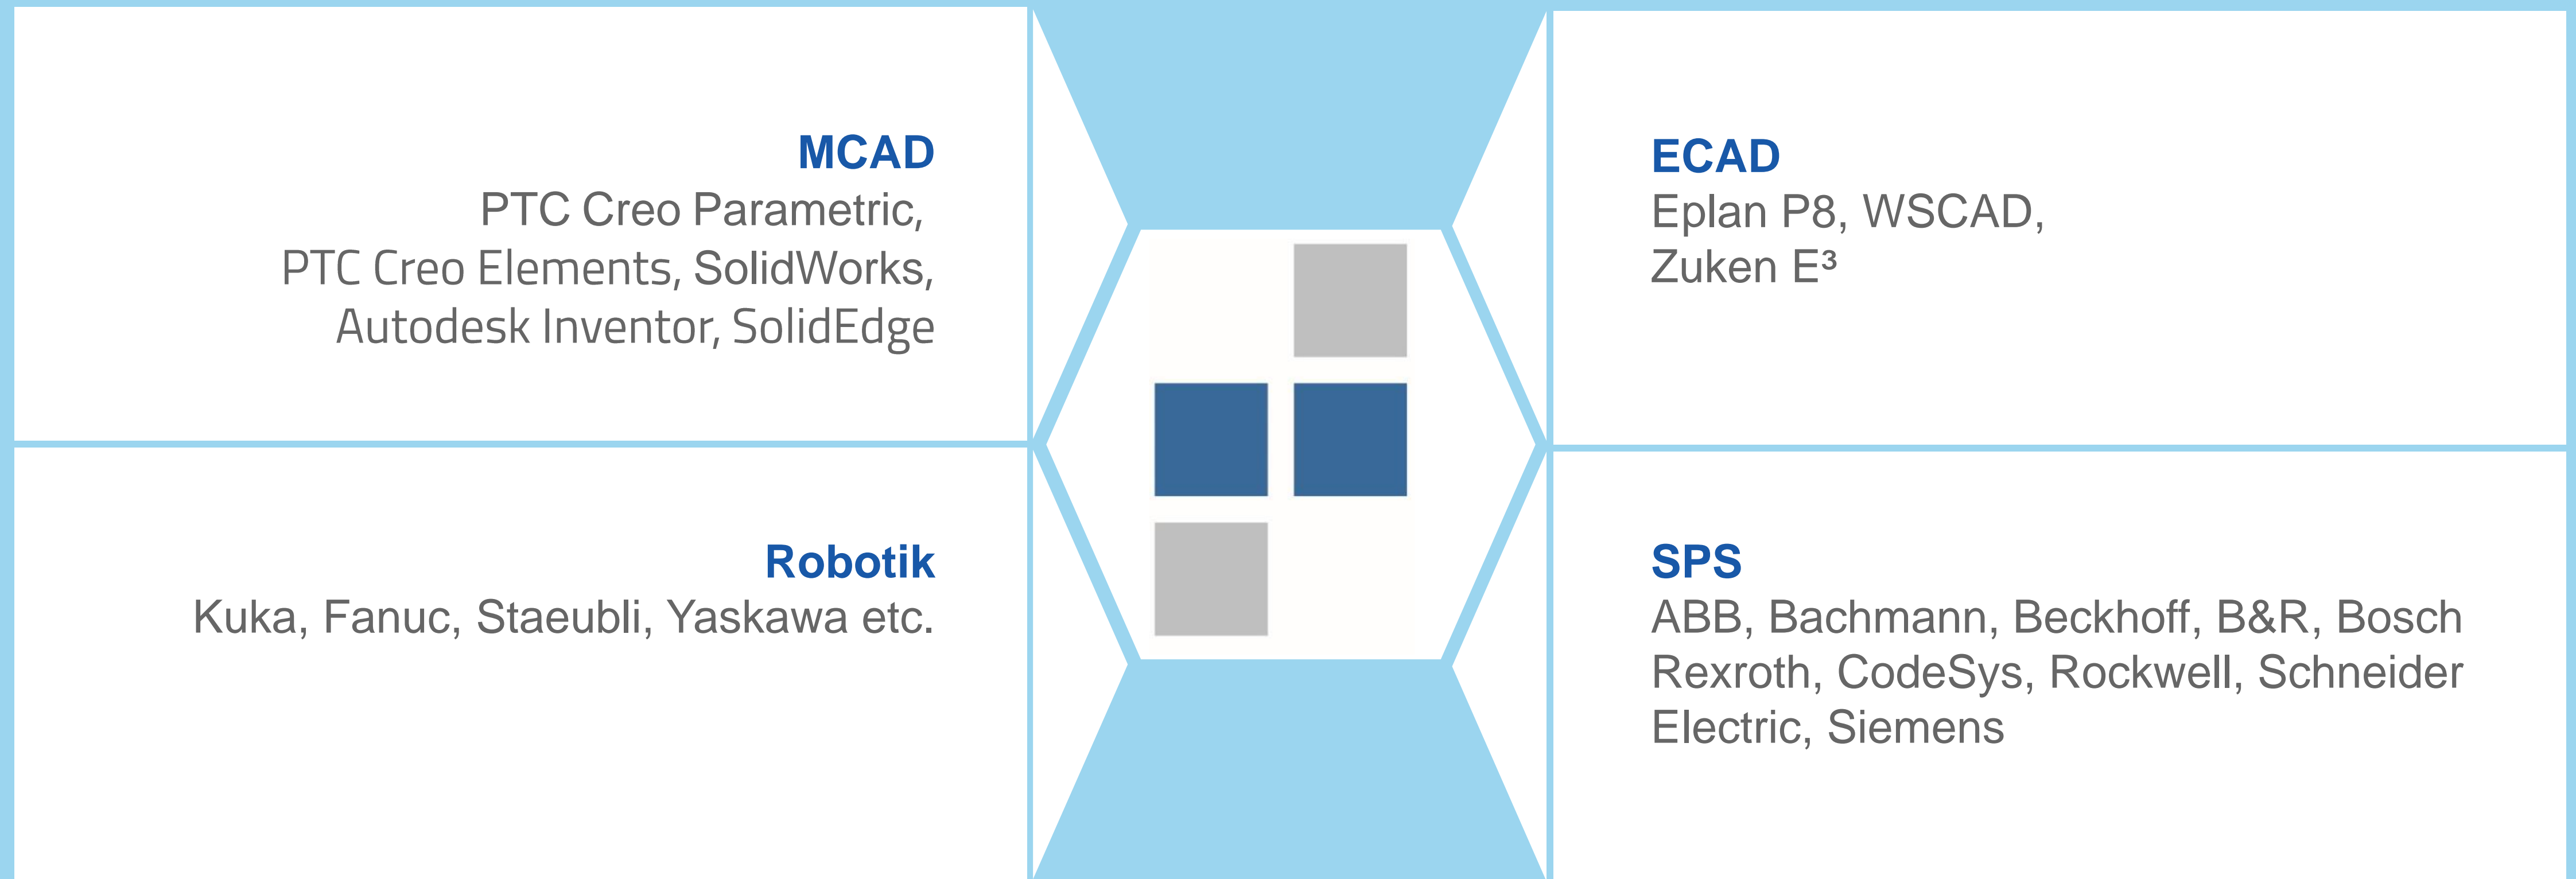 MCAD
PTC Creo Parametric,
PTC Creo Elements, SolidWorks,
Autodesk Inventor, SolidEdge
ECAD
Eplan P8, WSCAD,
Zuken E³
Robotik
Kuka, Fanuc, Staeubli, Yaskawa etc.
SPS
ABB, Bachmann, Beckhoff, B&R, Bosch
Rexroth, CodeSys, Rockwell, Schneider
Electric, Siemens